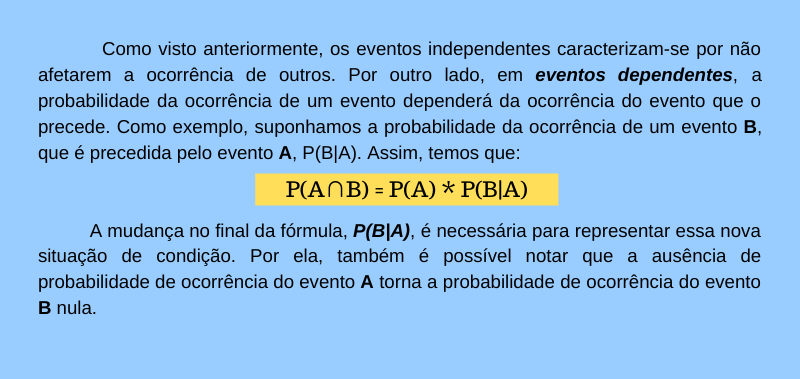 Como visto anteriormente, os eventos independentes caracterizam-se por não
afetarem a ocorrência de outros. Por outro lado, em eventos dependentes, a
probabilidade da ocorrência de um evento dependerá da ocorrência do evento que o
precede. Como exemplo, suponhamos a probabilidade da ocorrência de um evento B,
que é precedida pelo evento A, P(B|A). Assim, temos que:
P(A∩B) = P(A) * P(B|A)
A mudança no final da fórmula, P(B|A), é necessária para representar essa nova
situação de condição. Por ela, também é possível notar que a ausência de
probabilidade de ocorrência do evento A torna a probabilidade de ocorrência do evento
B nula.